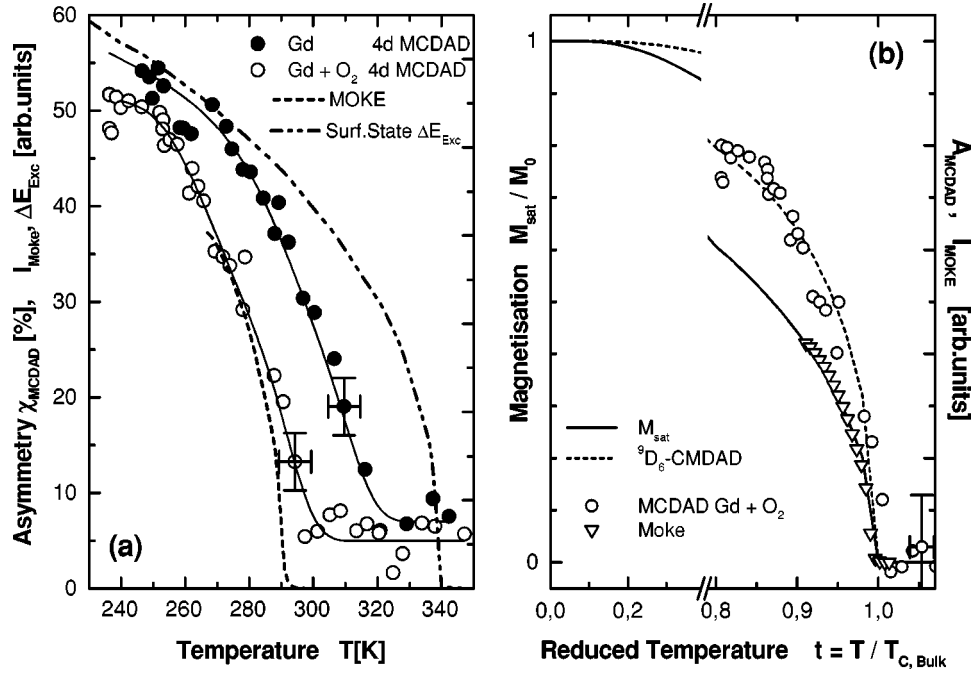 Asymmetry χMCDAD [%], IMoke, ΔEExc [arb.units]
60
50
40
30
20
10
0
Gd 4d MCDAD
Gd + O2 4d MCDAD
MOKE
Surf.State ΔEExc
(a)
240 260 280 300 320 340
Temperature T[K]
Magnetisation Msat / M0
1
0
(b)
Msat
9D6-CMDAD
MCDAD Gd + O2
Moke
0,0 0,2 0,8 0,9 1,0
Reduced Temperature t = T / TC, Bulk
AMCDAD, IMOKE [arb.units]